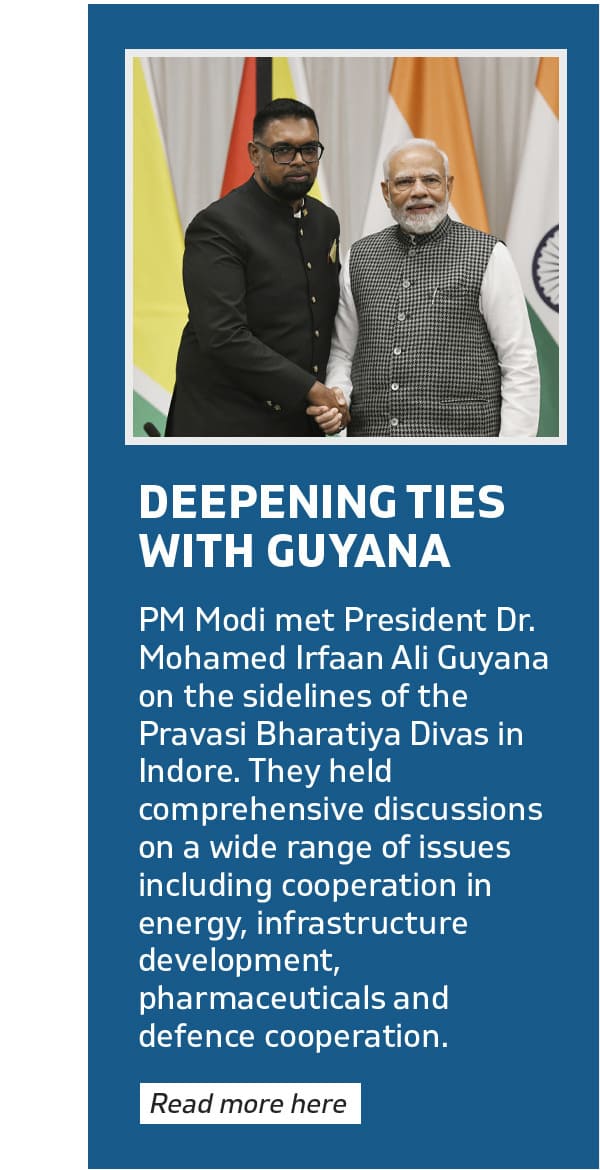 DEEPENING TIES
WITH GUYANA
PM Modi met President Dr.
Mohamed Irfaan Ali Guyana
on the sidelines of the
Pravasi Bharatiya Divas in
Indore. They held
comprehensive discussions
on a wide range of issues
including cooperation in
energy, infrastructure
development,
pharmaceuticals and
defence cooperation.
Read more here